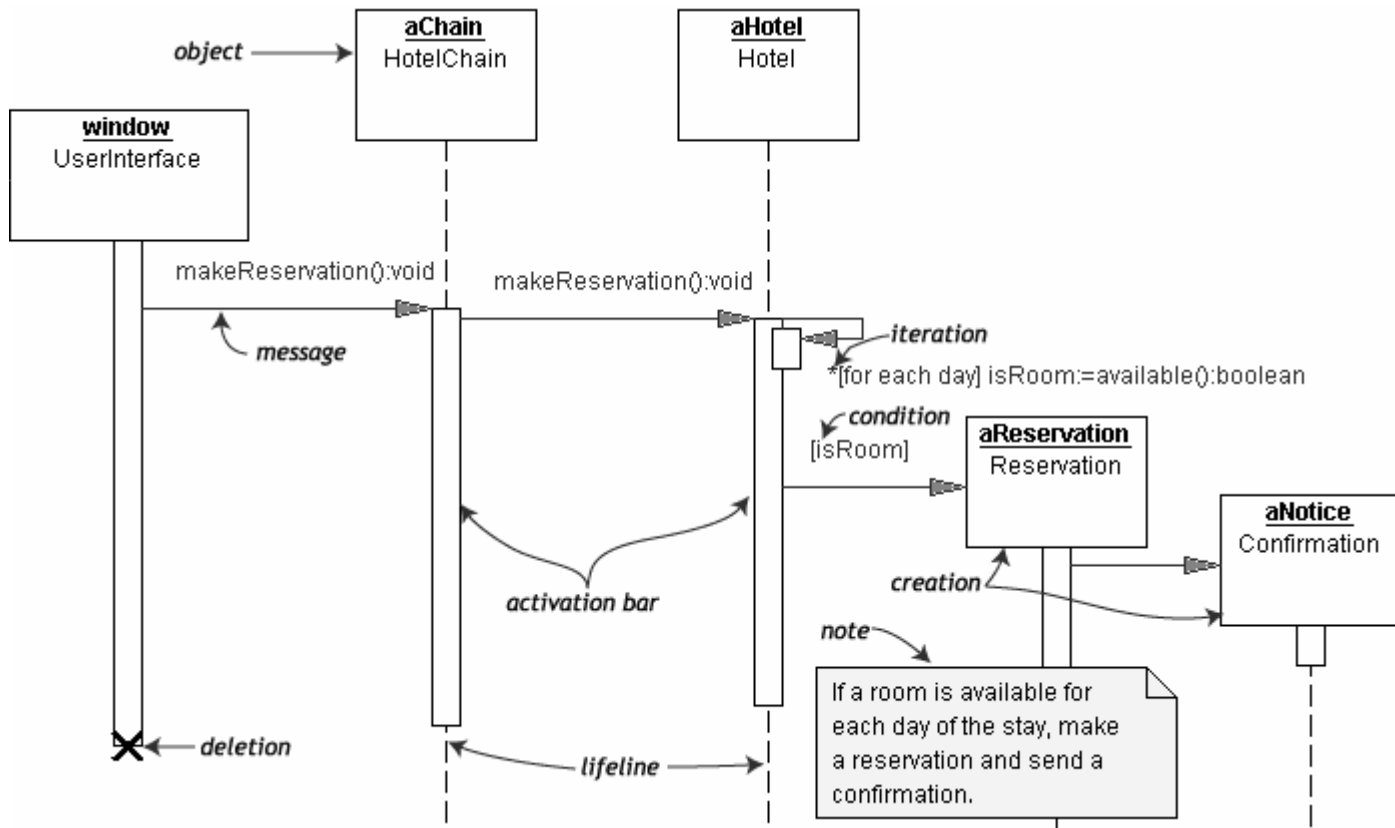 aChain
HotelChain
aHotel
Hotel
object
window
UserInterface
makeReservation():void
makeReservation():void
message
iteration
*[for each day] isRoom:=available():boolean
condition
[isRoom]
aReservation
Reservation
aNotice
Confirmation
creation
activation bar
note
If a room is available for
each day of the stay, make
a reservation and send a
confirmation.
deletion
lifeline